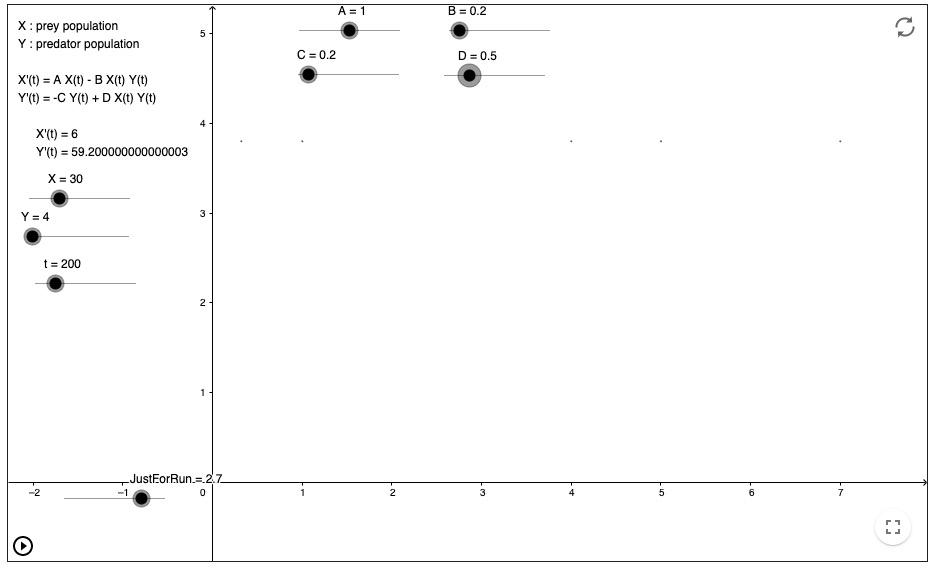 A = 1
B = 0.2
X : prey population
Y : predator population
C = 0.2
D = 0.5
X'(t) = A X(t) - B X(t) Y(t)
Y'(t) = -C Y(t) + D X(t) Y(t)
X'(t) = 6
Y'(t) = 59.200000000000003
X = 30
Y = 4
t = 200
5
4
3
2
1
JustForRun = 2.7
−2
−1
0
1
2
3
4
5
6
7